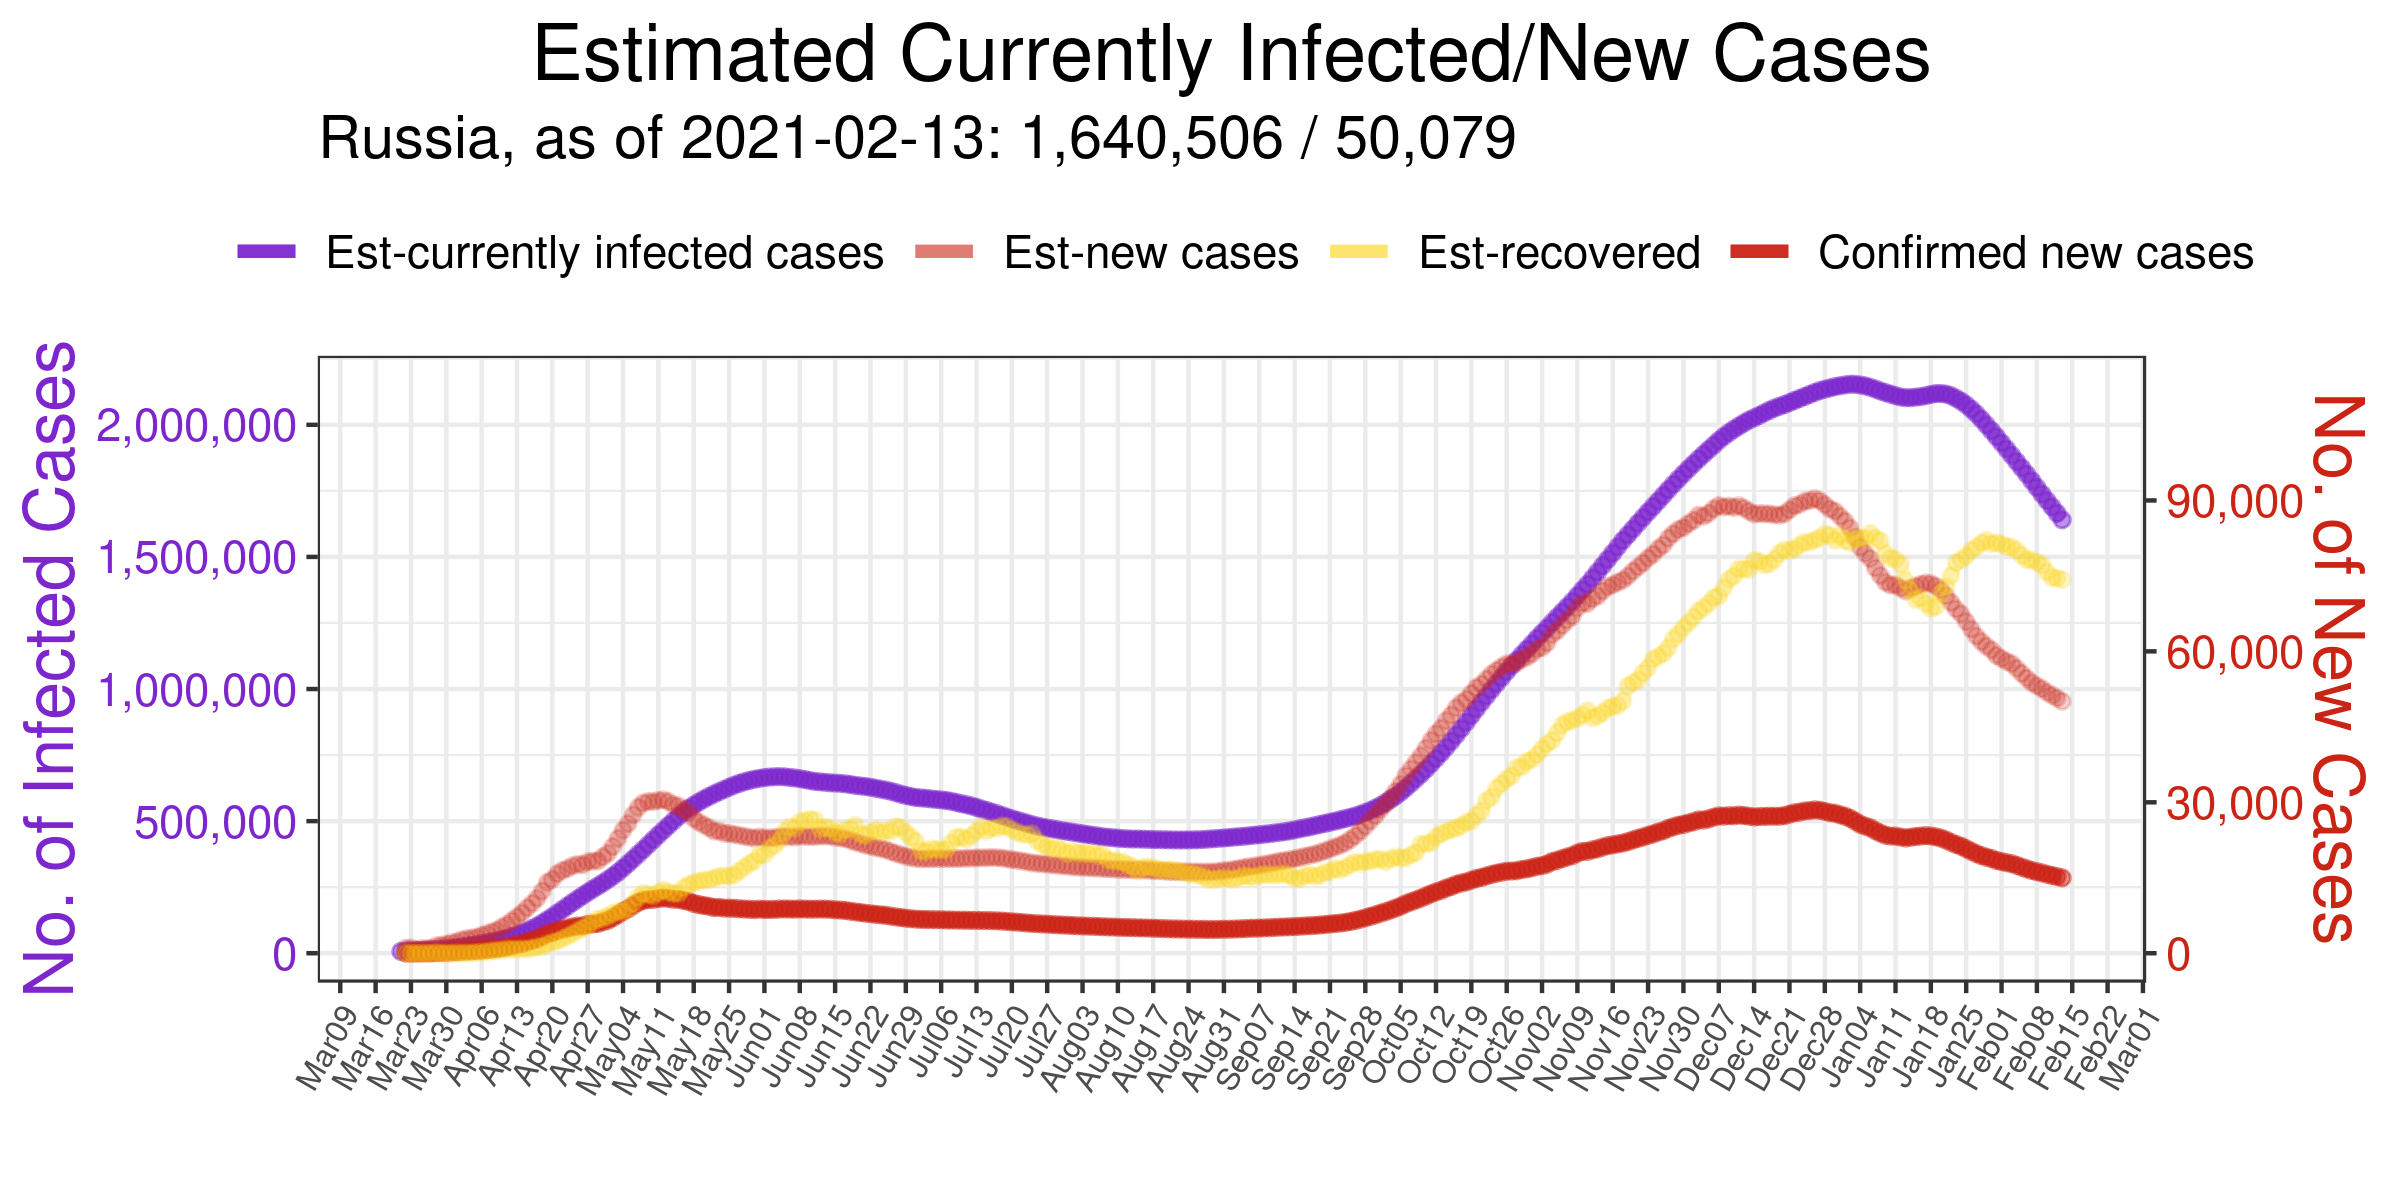 Estimated Currently Infected/New Cases
Russia, as of 2021-02-13: 1,640,506 / 50,079
Est-currently infected cases Est-new cases Est-recovered Confirmed new cases
No. of Infected Cases
2,000,000
1,500,000
1,000,000
500,000
0
90,000
60,000
30,000
0
No. of New Cases
Mar09 Mar16 Mar23 Mar30 Apr06 Apr13 Apr20 Apr27 May04 May11 May18 May25 Jun01 Jun08 Jun15 Jun22 Jun29 Jul06 Jul13 Jul20 Jul27 Aug03 Aug10 Aug17 Aug24 Aug31 Sep07 Sep14 Sep21 Sep28 Oct05 Oct12 Oct19 Oct26 Nov02 Nov09 Nov16 Nov23 Nov30 Dec07 Dec14 Dec21 Dec28 Jan04 Jan11 Jan18 Jan25 Feb01 Feb08 Feb15 Feb22 Mar01